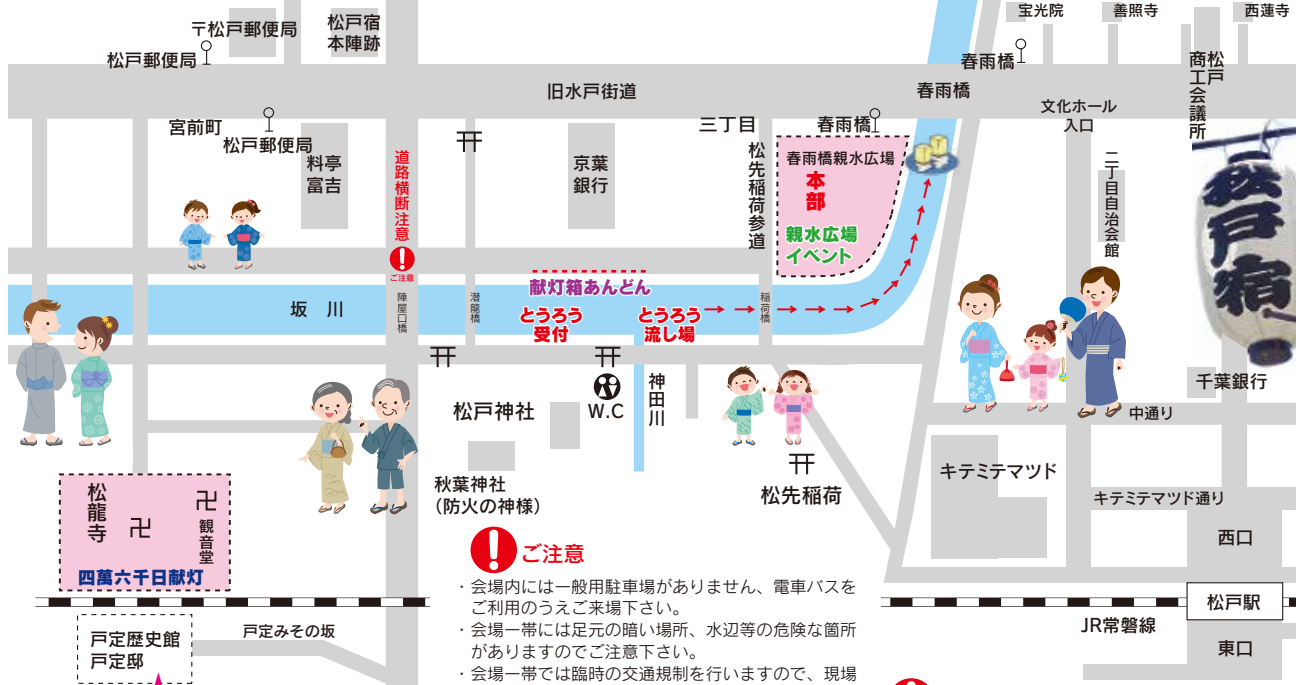 〒松戸郵便局
松戸宿
本陣跡
松戸郵便局
宝光院
善照寺
西蓮寺
春雨橋
松戸
商工会議所
旧水戸街道
春雨橋
文化ホール
入口
宮前町
松戸郵便局
料亭
富吉
道路横断注意
ご注意
京葉
銀行
三丁目
春雨橋
松先稲荷参道
春雨橋親水広場
本部
親水広場
イベント
二丁目自治会館
松戸宿
献灯箱あんどん
坂 川
陣屋口橋
潜龍橋
とうろう
受付
とうろう
流し場
稲荷橋
W.C
神田川
松戸神社
千葉銀行
中通り
秋葉神社
(防火の神様)
松先稲荷
キテミテマツド
キテミテマツド通り
松龍寺
卍
卍
観音堂
四萬六千日献灯
西口
ご注意
・会場内には一般用駐車場がありません、電車バスを
ご利用のうえご来場下さい。
・会場一帯には足元の暗い場所、水辺等の危険な箇所
がありますのでご注意下さい。
・会場一帯では臨時の交通規制を行いますので、現場
松戸駅
JR常磐線
東口
戸定歴史館
戸定邸
戸定みその坂